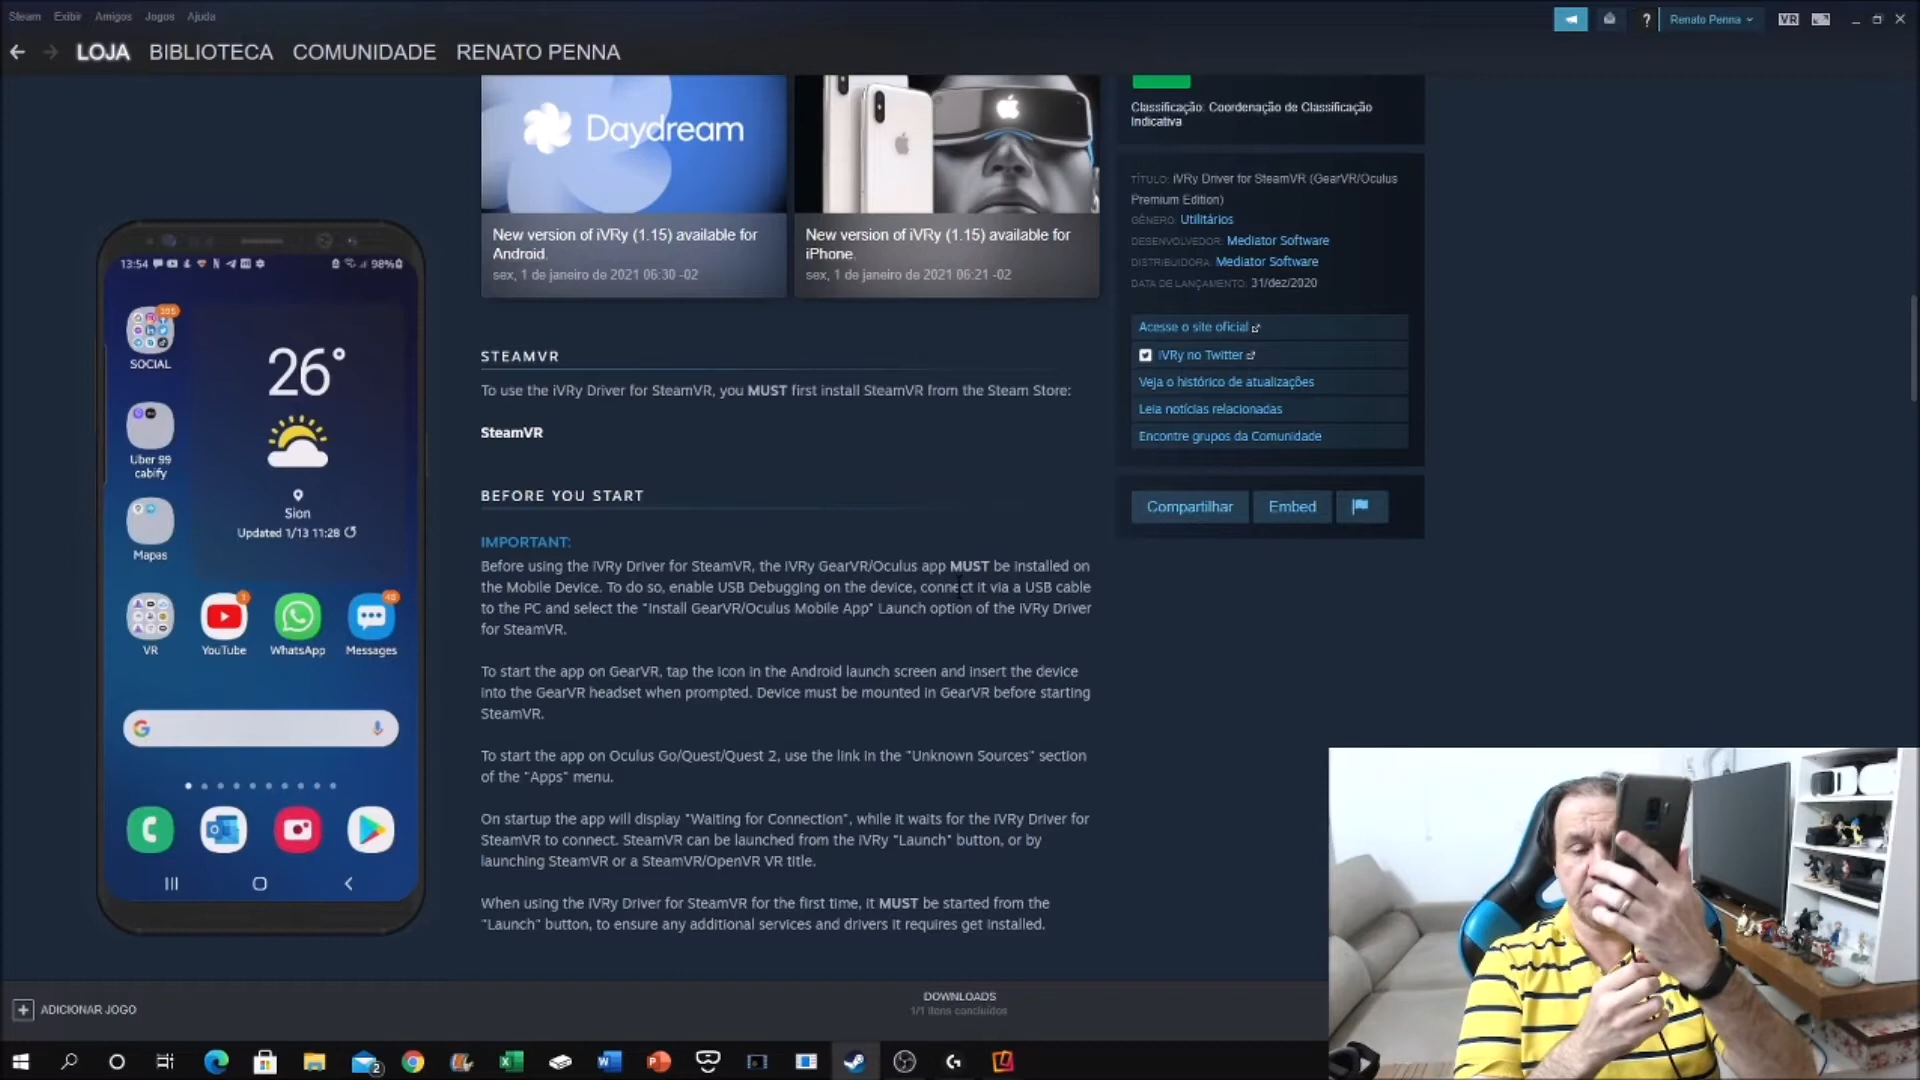 Steam Exibir Amigos Jogos Ajuda
Renato Penna
VR
LOJA BIBLIOTECA COMUNIDADE RENATO PENNA
Daydream
New version of iVRy (1.15) available for
Android.
sex, 1 de janeiro de 2021 06:30 -02
New version of iVRy (1.15) available for
iPhone.
sex, 1 de janeiro de 2021 06:21 -02
Classificação: Coordenação de Classificação
Indicativa
TÍTULO: iVRy Driver for SteamVR (GearVR/Oculus
Premium Edition)
GÊNERO: Utilitários
DESENVOLVEDOR: Mediator Software
DISTRIBUIDORA: Mediator Software
DATA DE LANÇAMENTO: 31/dez/2020
Acesse o site oficial
iVRy no Twitter
Veja o histórico de atualizações
Leia notícias relacionadas
Encontre grupos da Comunidade
Compartilhar Embed
13:54
98%
SOCIAL
Uber 99
cabify
Mapas
26°
Sion
Updated 1/13 11:28
VR YouTube WhatsApp Messages
STEAMVR
To use the iVRy Driver for SteamVR, you MUST first install SteamVR from the Steam Store:
SteamVR
BEFORE YOU START
IMPORTANT:
Before using the iVRy Driver for SteamVR, the iVRy GearVR/Oculus app MUST be installed on
the Mobile Device. To do so, enable USB Debugging on the device, connect it via a USB cable
to the PC and select the "Install GearVR/Oculus Mobile App" Launch option of the iVRy Driver
for SteamVR.
To start the app on GearVR, tap the icon in the Android launch screen and insert the device
into the GearVR headset when prompted. Device must be mounted in GearVR before starting
SteamVR.
To start the app on Oculus Go/Quest/Quest 2, use the link in the "Unknown Sources" section
of the "Apps" menu.
On startup the app will display "Waiting for Connection", while it waits for the iVRy Driver for
SteamVR to connect. SteamVR can be launched from the iVRy "Launch" button, or by
launching SteamVR or a SteamVR/OpenVR VR title.
When using the iVRy Driver for SteamVR for the first time, it MUST be started from the
"Launch" button, to ensure any additional services and drivers it requires get installed.
ADICIONAR JOGO
DOWNLOADS
1/1 itens concluídos